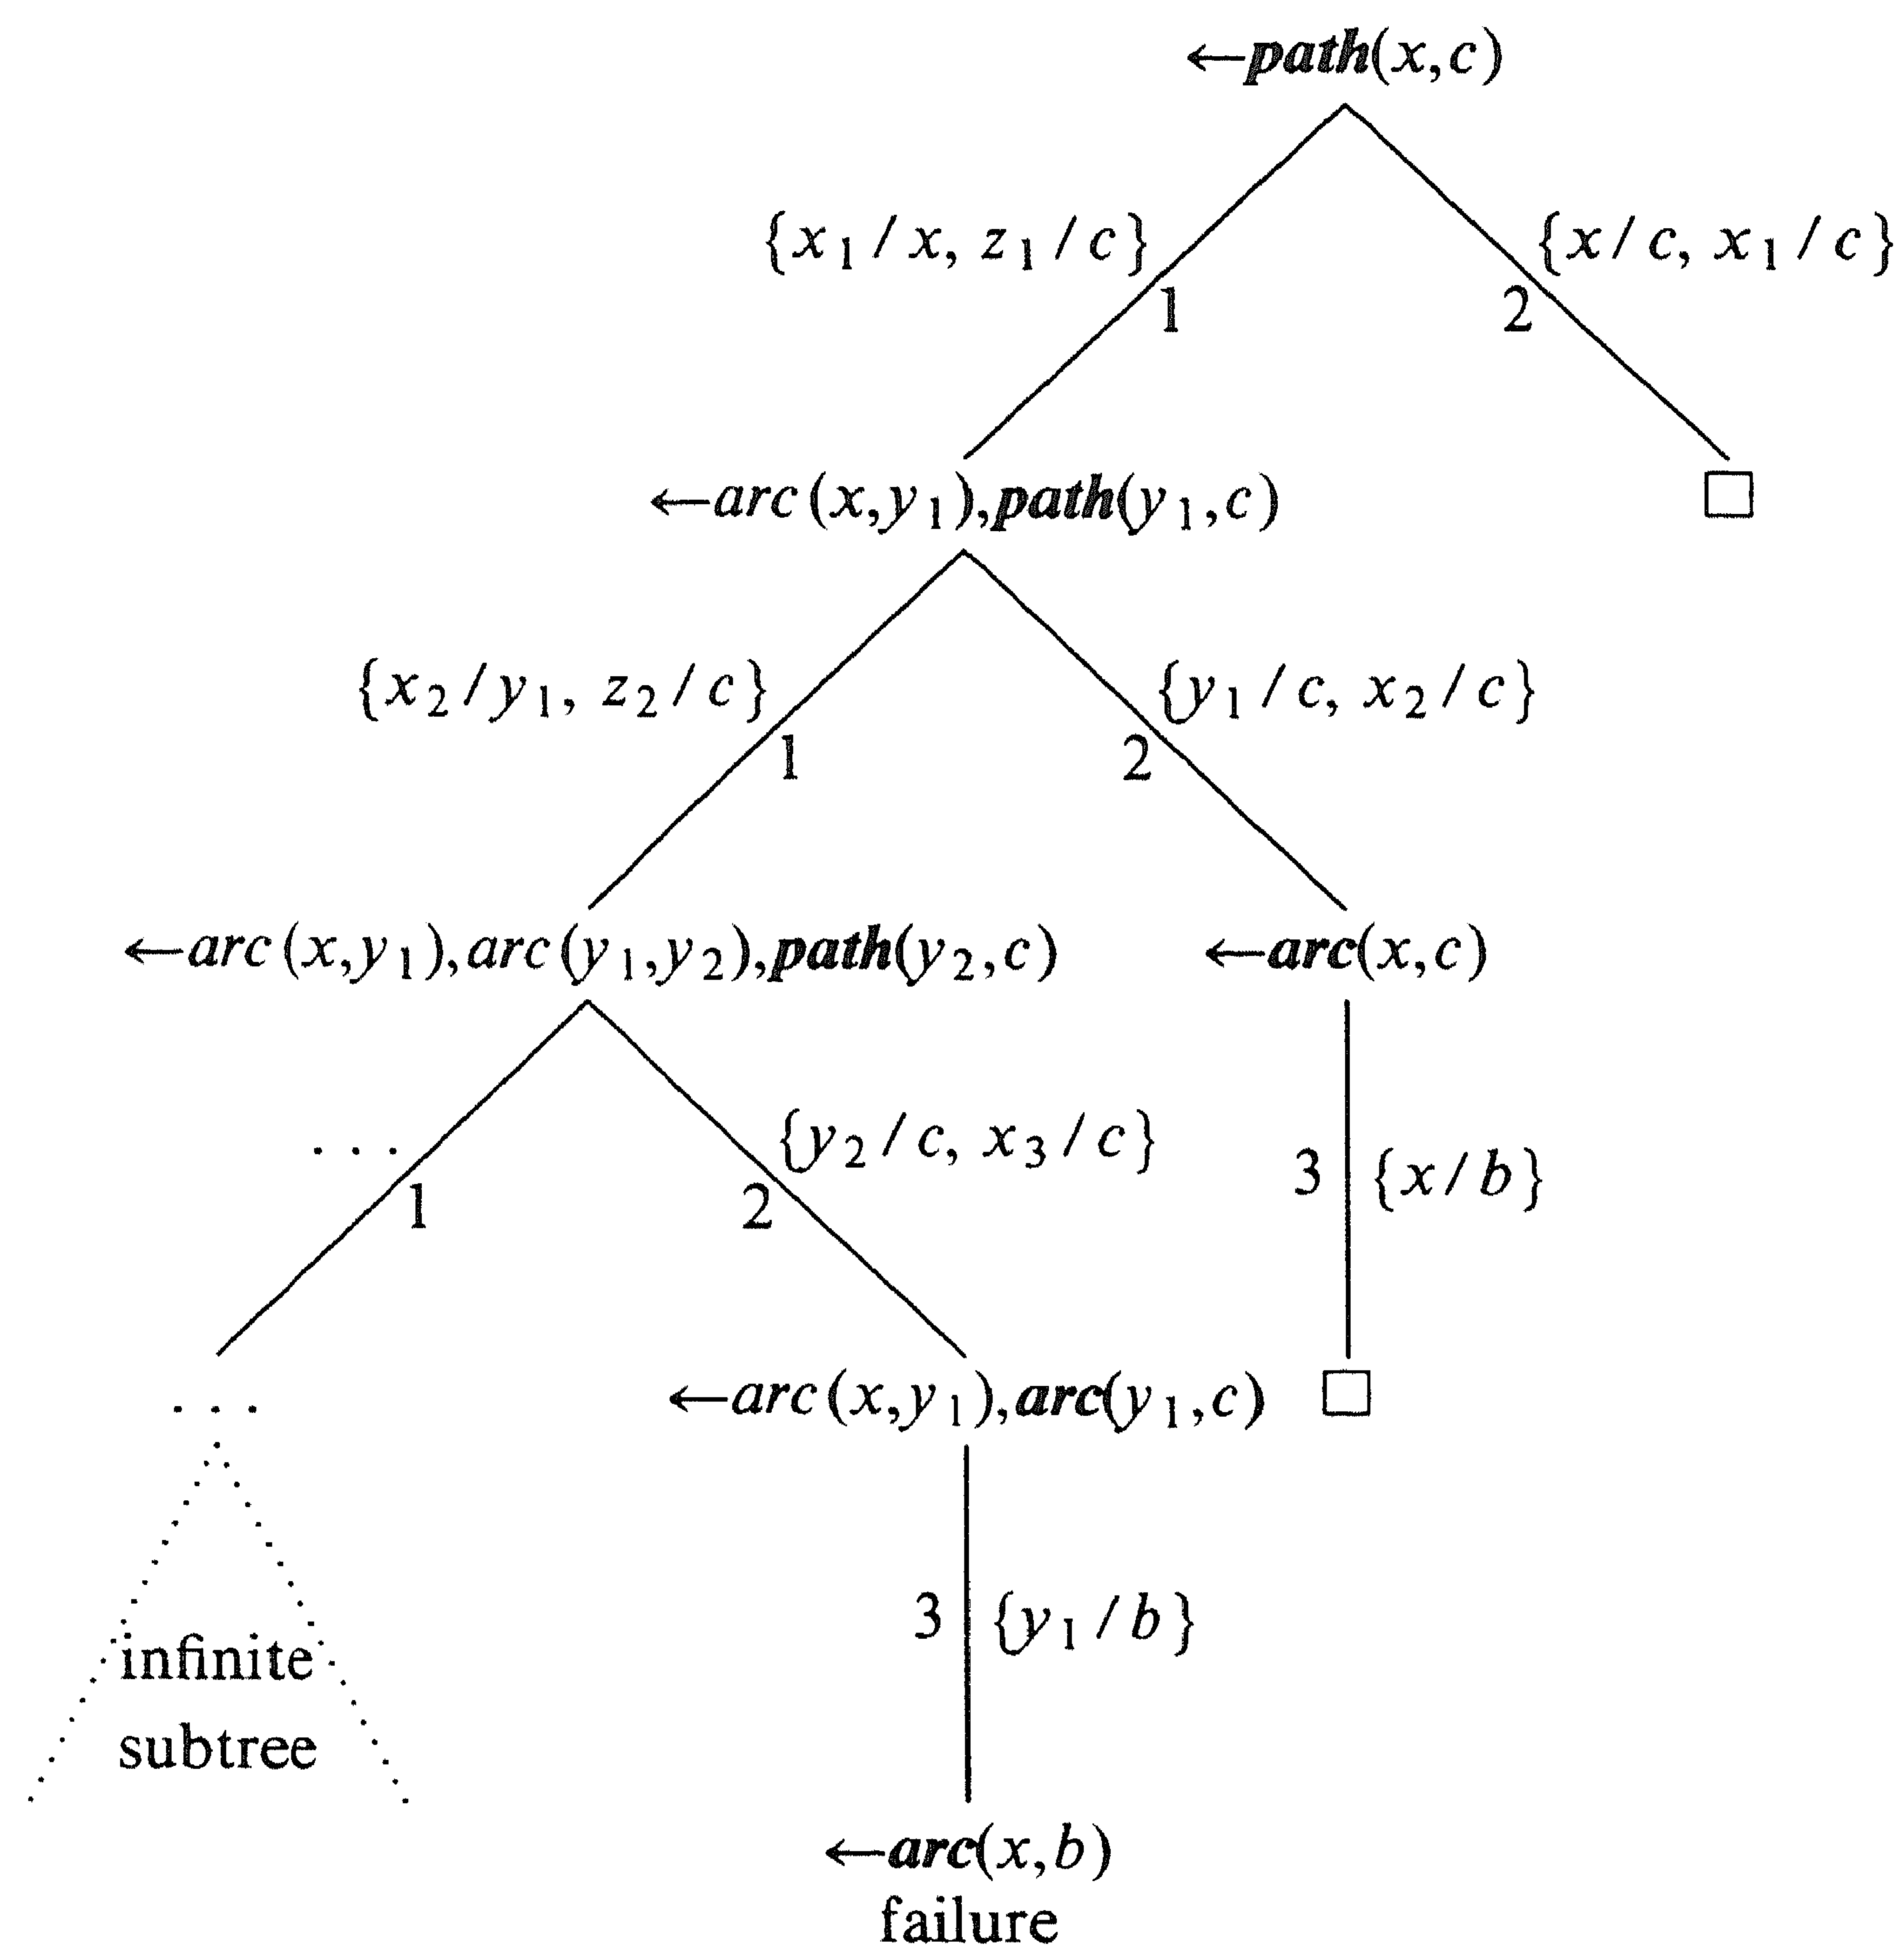 ←path(x,c)
{x₁/x, z₁/c}
{x/c, x₁/c}
1
2
←arc(x,y₁),path(y₁,c)
□
{x₂/y₁, z₂/c}
{y₁/c, x₂/c}
1
2
←arc(x,y₁),arc(y₁,y₂),path(y₂,c)
←arc(x,c)
...
{y₂/c, x₃/c}
3
{x/b}
1
2
...
←arc(x,y₁),arc(y₁,c)
□
3
{y₁/b}
infinite
subtree
←arc(x,b)
failure